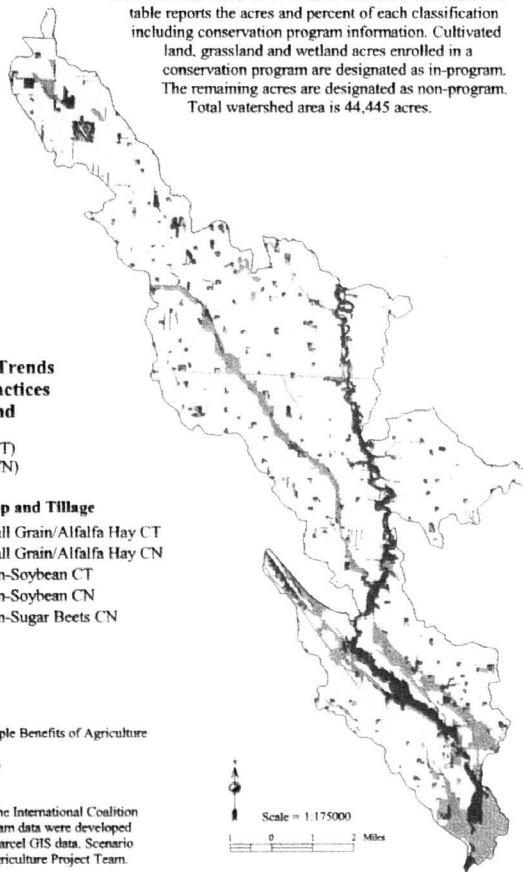 table reports the acres and percent of each classification
including conservation program information. Cultivated
land, grassland and wetland acres enrolled in a
conservation program are designated as in-program.
The remaining acres are designated as non-program.
Total watershed area is 44,445 acres.
Trends
actices
nd
T)
N)
p and Tillage
all Grain/Alfalfa Hay CT
all Grain/Alfalfa Hay CN
n-Soybean CT
n-Soybean CN
n-Sugar Beets CN
ple Benefits of Agriculture
he International Coalition
am data were developed
arcel GIS data. Scenario
griculture Project Team.
N
Scale = 1:175000
1 0 1 2 Miles